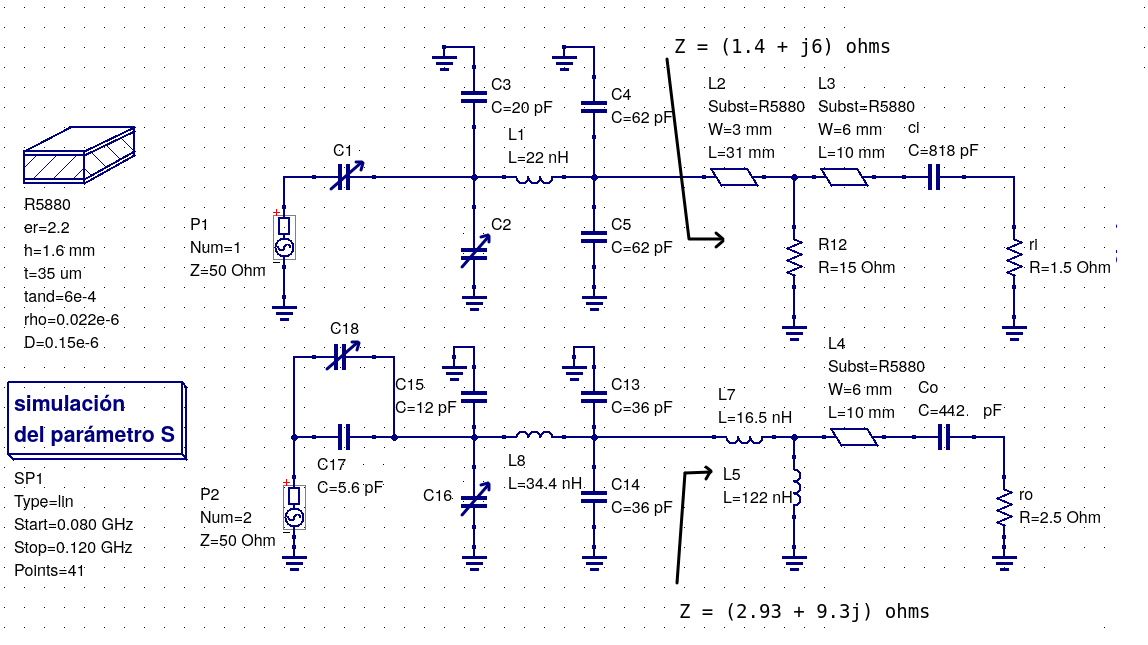 Z = (1.4 + j6) ohms
C3
C=20 pF
C4
C=62 pF
L1
L=22 nH
L2
Subst=R5880
W=3 mm
L=31 mm
L3
Subst=R5880
W=6 mm
L=10 mm
cl
C=818 pF
C1
R5880
er=2.2
h=1.6 mm
t=35 um
tand=6e-4
rho=0.022e-6
D=0.15e-6
P1
Num=1
Z=50 Ohm
C2
C5
C=62 pF
R12
R=15 Ohm
rl
R=1.5 Ohm
simulación
del parámetro S
SP1
Type=lin
Start=0.080 GHz
Stop=0.120 GHz
Points=41
C18
C15
C=12 pF
C13
C=36 pF
L7
L=16.5 nH
L4
Subst=R5880
W=6 mm
L=10 mm
Co
C=442. pF
C17
C=5.6 pF
P2
Num=2
Z=50 Ohm
C16
L8
L=34.4 nH
C14
C=36 pF
L5
L=122 nH
ro
R=2.5 Ohm
Z = (2.93 + 9.3j) ohms